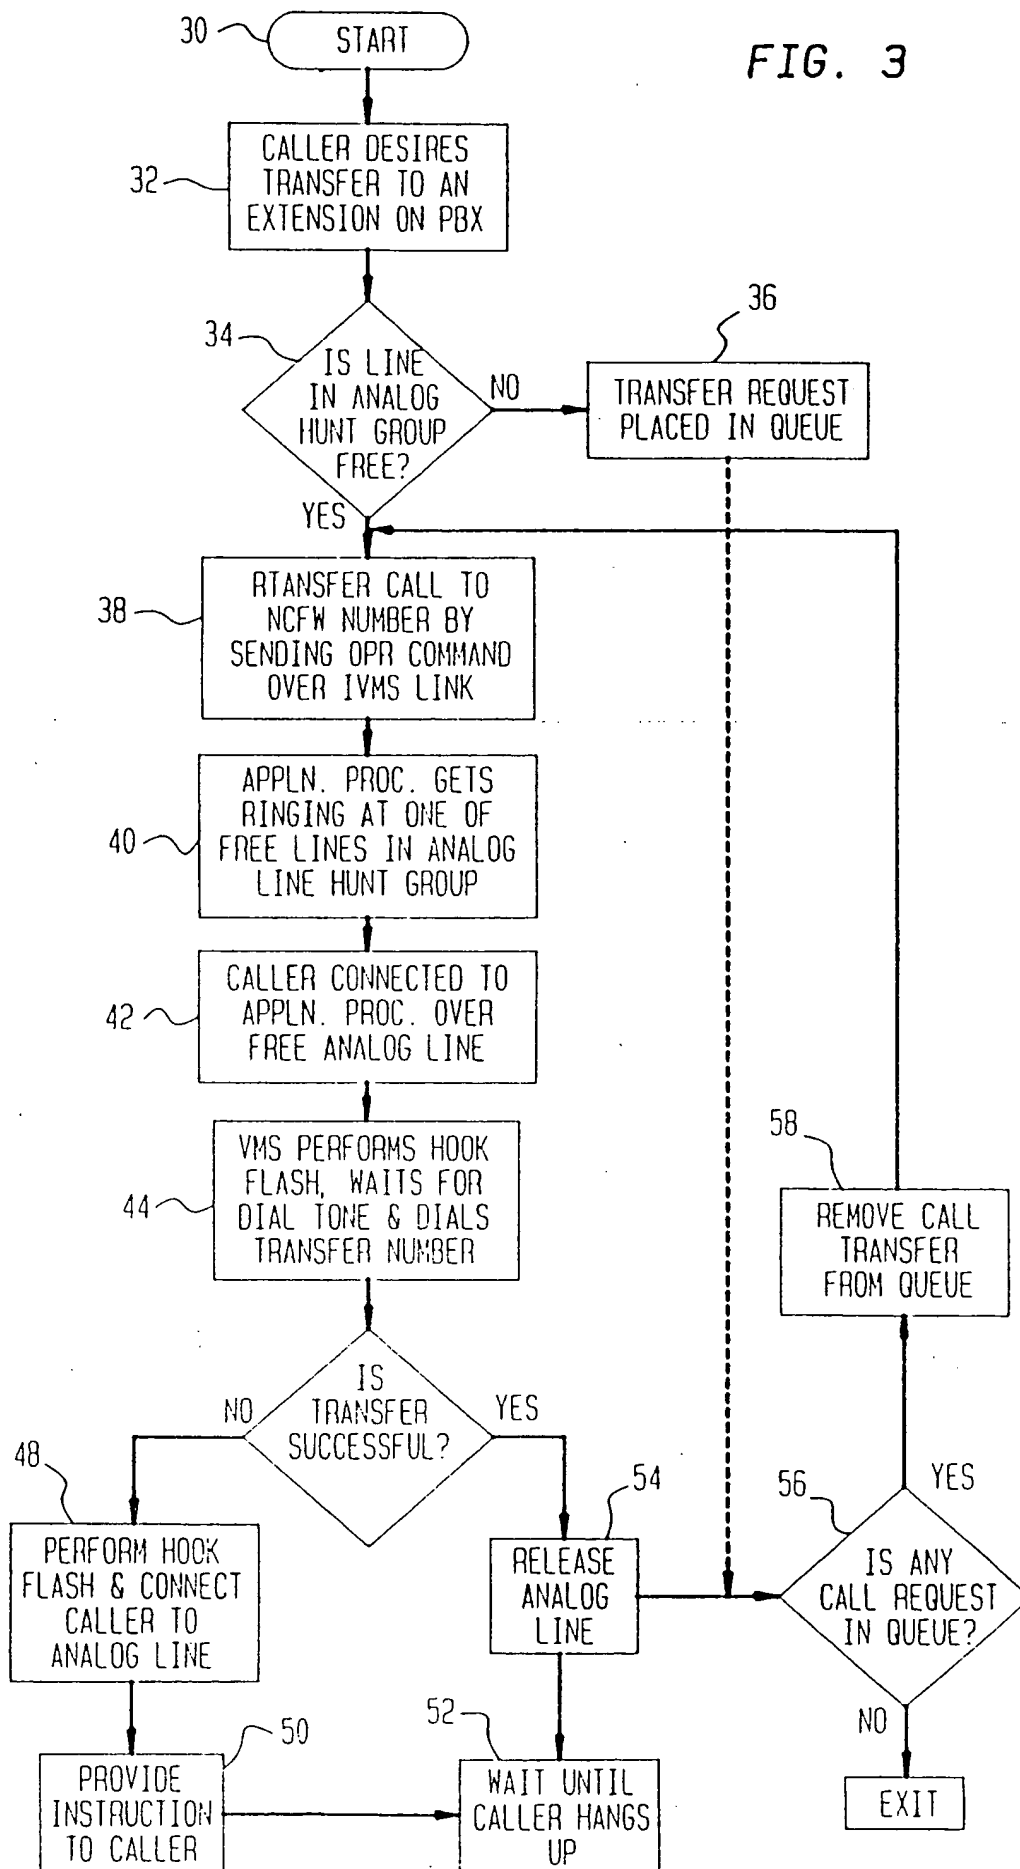 30
START
FIG. 3
32
CALLER DESIRES
TRANSFER TO AN
EXTENSION ON PBX
34
IS LINE
IN ANALOG
HUNT GROUP
FREE?
NO
YES
36
TRANSFER REQUEST
PLACED IN QUEUE
38
RTANSFER CALL TO
NCFW NUMBER BY
SENDING OPR COMMAND
OVER IVMS LINK
40
APPLN. PROC. GETS
RINGING AT ONE OF
FREE LINES IN ANALOG
LINE HUNT GROUP
42
CALLER CONNECTED TO
APPLN. PROC. OVER
FREE ANALOG LINE
44
VMS PERFORMS HOOK
FLASH, WAITS FOR
DIAL TONE & DIALS
TRANSFER NUMBER
58
REMOVE CALL
TRANSFER
FROM QUEUE
IS
TRANSFER
SUCCESSFUL?
NO
YES
48
PERFORM HOOK
FLASH & CONNECT
CALLER TO
ANALOG LINE
54
RELEASE
ANALOG
LINE
56
YES
IS ANY
CALL REQUEST
IN QUEUE?
NO
50
PROVIDE
INSTRUCTION
TO CALLER
52
WAIT UNTIL
CALLER HANGS
UP
EXIT